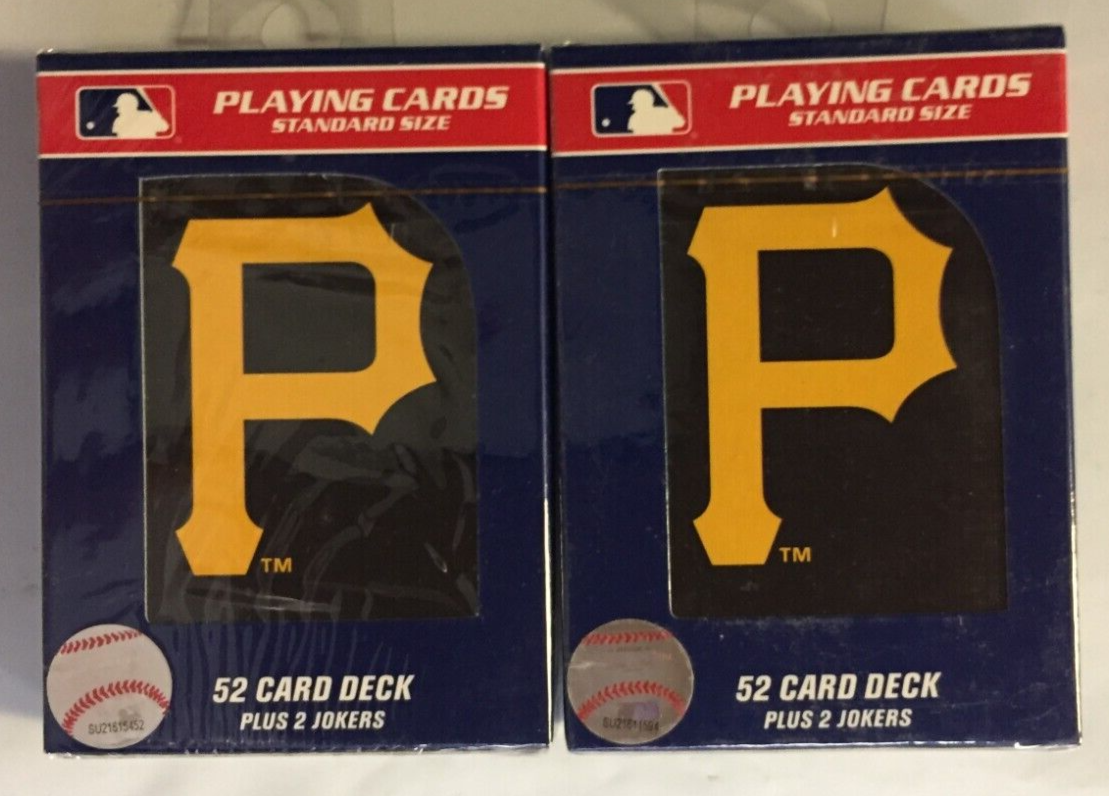 PLAYING CARDS
STANDARD SIZE
P
TM
SU21615452
52 CARD DECK
PLUS 2 JOKERS
PLAYING CARDS
STANDARD SIZE
P
TM
52 CARD DECK
PLUS 2 JOKERS